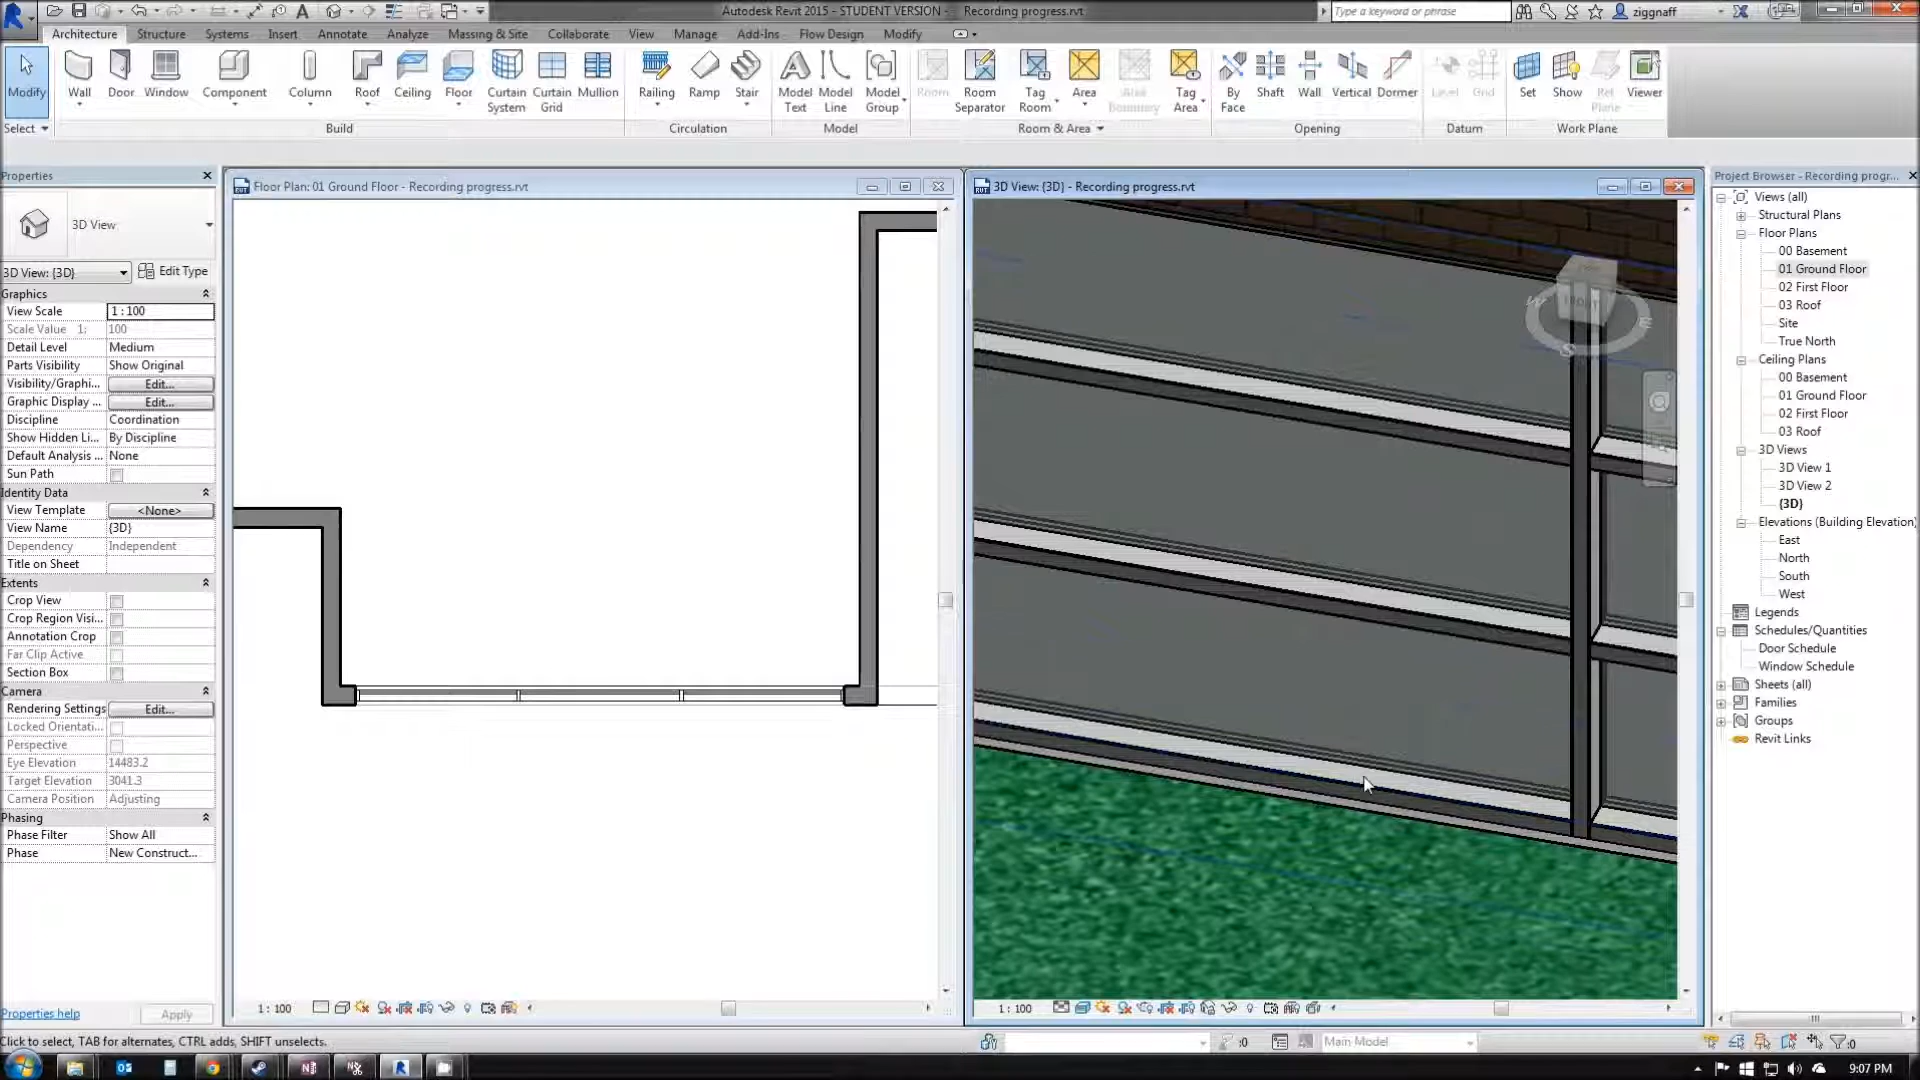 Autodesk Revit 2015 - STUDENT VERSION - Recording progress.rvt
Type a keyword or phrase
ziggnaff
Architecture Structure Systems Insert Annotate Analyze Massing & Site Collaborate View Manage Add-Ins Flow Design Modify
Modify Wall Door Window Component Column Roof Ceiling Floor Curtain System Curtain Grid Mullion Railing Ramp Stair Model Text Model Line Model Group Room Room Separator Tag Room Area Area Boundary Tag Area By Face Shaft Wall Vertical Dormer Level Grid Set Show Ref Plane Viewer
Select Build Circulation Model Room & Area Opening Datum Work Plane
Properties
3D View
3D View: {3D} Edit Type
Graphics
View Scale 1 : 100
Scale Value 1: 100
Detail Level Medium
Parts Visibility Show Original
Visibility/Graphi... Edit...
Graphic Display ... Edit...
Discipline Coordination
Show Hidden Li... By Discipline
Default Analysis ... None
Sun Path
Identity Data
View Template <None>
View Name {3D}
Dependency Independent
Title on Sheet
Extents
Crop View
Crop Region Visi...
Annotation Crop
Far Clip Active
Section Box
Camera
Rendering Settings Edit...
Locked Orientati...
Perspective
Eye Elevation 14483.2
Target Elevation 3041.3
Camera Position Adjusting
Phasing
Phase Filter Show All
Phase New Construct...
Properties help Apply
Floor Plan: 01 Ground Floor - Recording progress.rvt
1 : 100
3D View: {3D} - Recording progress.rvt
FRONT
S
E
1 : 100
Project Browser - Recording progr...
Views (all)
Structural Plans
Floor Plans
00 Basement
01 Ground Floor
02 First Floor
03 Roof
Site
True North
Ceiling Plans
00 Basement
01 Ground Floor
02 First Floor
03 Roof
3D Views
3D View 1
3D View 2
{3D}
Elevations (Building Elevation)
East
North
South
West
Legends
Schedules/Quantities
Door Schedule
Window Schedule
Sheets (all)
Families
Groups
Revit Links
Click to select, TAB for alternates, CTRL adds, SHIFT unselects.
:0
Main Model
:0
9:07 PM